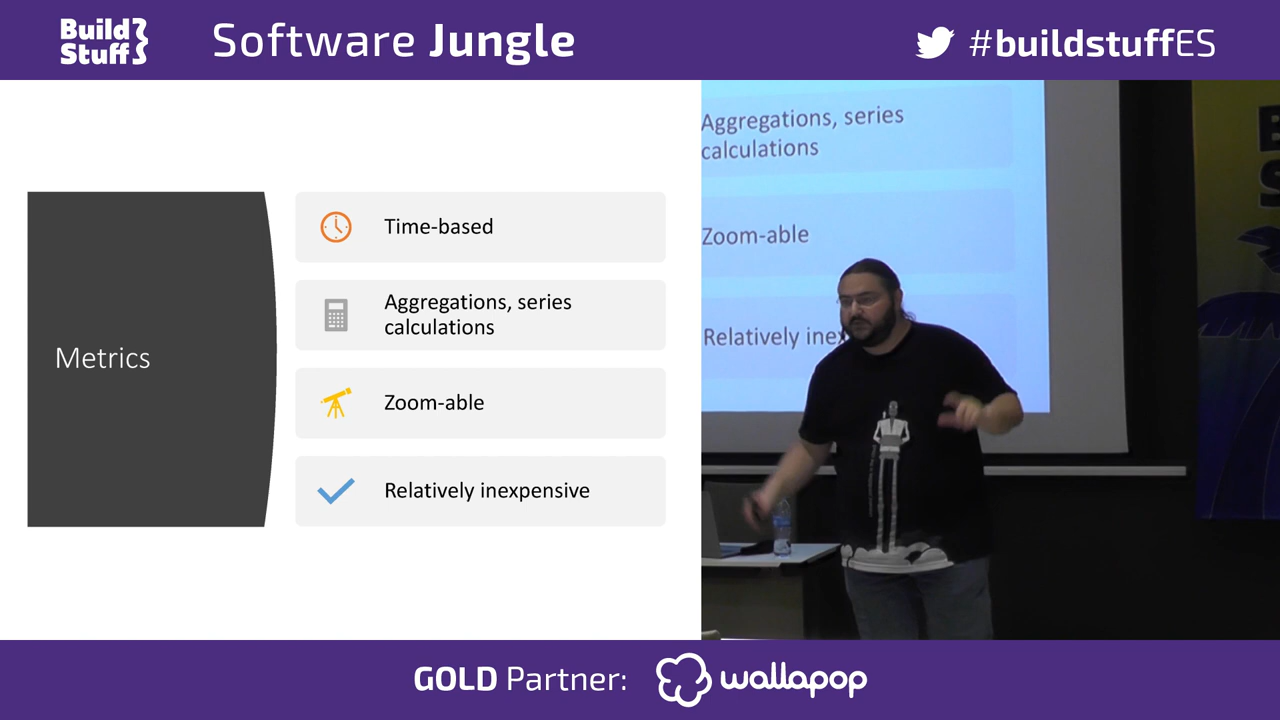 Build
Stuff
Software Jungle
#buildstuffES
Metrics
Time-based
Aggregations, series
calculations
Zoom-able
Relatively inexpensive
Aggregations, series
calculations
Zoom-able
Relatively inex
GOLD Partner:
wallapop